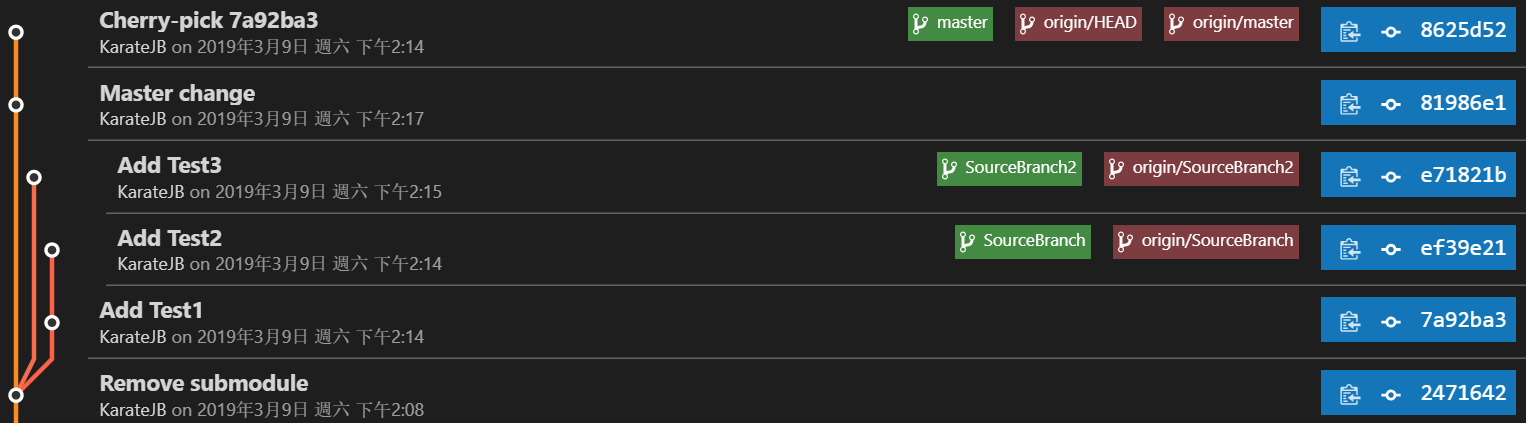 Cherry-pick 7a92ba3 master origin/HEAD origin/master 8625d52
KarateJB on 2019年3月9日 週六 下午2:14
Master change 81986e1
KarateJB on 2019年3月9日 週六 下午2:17
Add Test3 SourceBranch2 origin/SourceBranch2 e71821b
KarateJB on 2019年3月9日 週六 下午2:15
Add Test2 SourceBranch origin/SourceBranch ef39e21
KarateJB on 2019年3月9日 週六 下午2:14
Add Test1 7a92ba3
KarateJB on 2019年3月9日 週六 下午2:14
Remove submodule 2471642
KarateJB on 2019年3月9日 週六 下午2:08